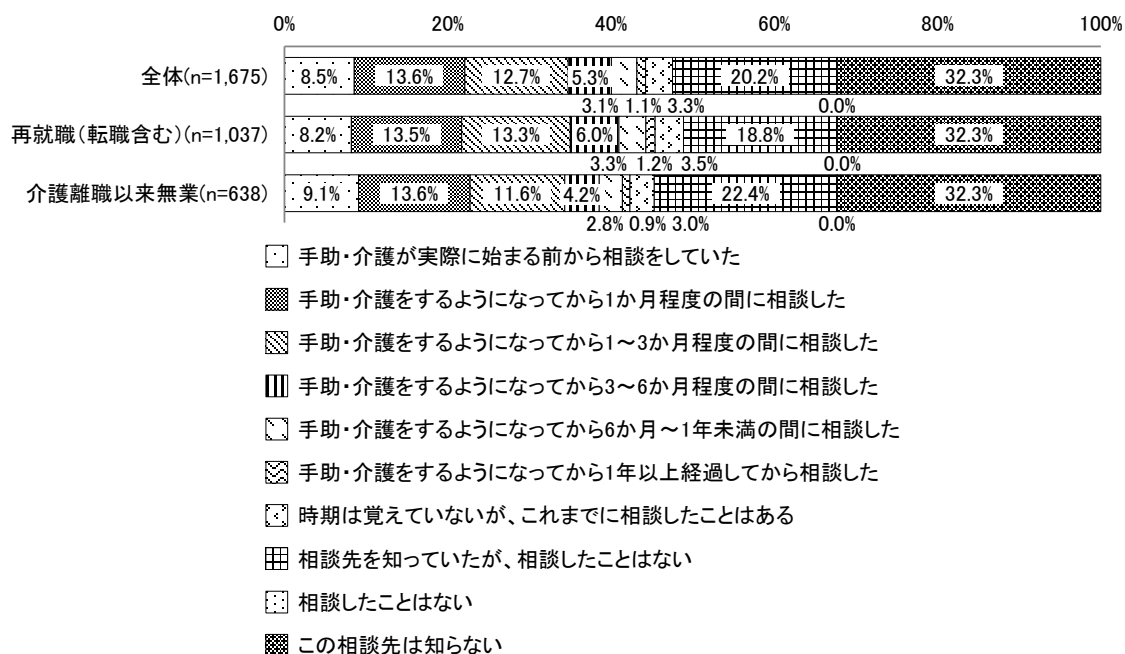 0% 20% 40% 60% 80% 100%
全体(n=1,675) 8.5% 13.6% 12.7% 5.3% 20.2% 32.3%
3.1% 1.1% 3.3% 0.0%
再就職（転職含む）(n=1,037) 8.2% 13.5% 13.3% 6.0% 18.8% 32.3%
3.3% 1.2% 3.5% 0.0%
介護離職以来無業(n=638) 9.1% 13.6% 11.6% 4.2% 22.4% 32.3%
2.8% 0.9% 3.0% 0.0%
手助・介護が実際に始まる前から相談をしていた
手助・介護をするようになってから1か月程度の間に相談した
手助・介護をするようになってから1～3か月程度の間に相談した
手助・介護をするようになってから3～6か月程度の間に相談した
手助・介護をするようになってから6か月～1年未満の間に相談した
手助・介護をするようになってから1年以上経過してから相談した
時期は覚えていないが、これまでに相談したことはある
相談先を知っていたが、相談したことはない
相談したことはない
この相談先は知らない